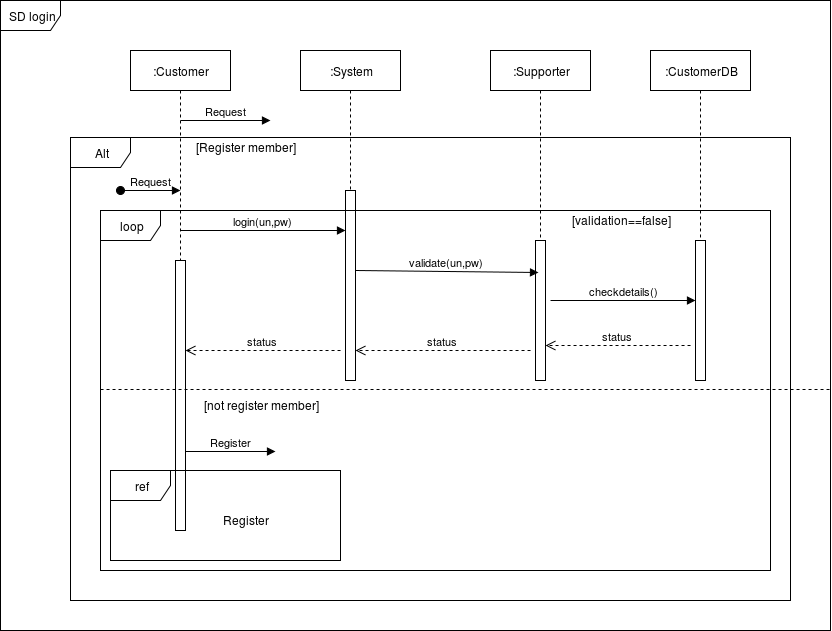 SD login
:Customer
:System
:Supporter
:CustomerDB
Request
Alt
[Register member]
Request
loop
login(un,pw)
[validation==false]
validate(un,pw)
checkdetails()
status
status
status
[not register member]
Register
ref
Register